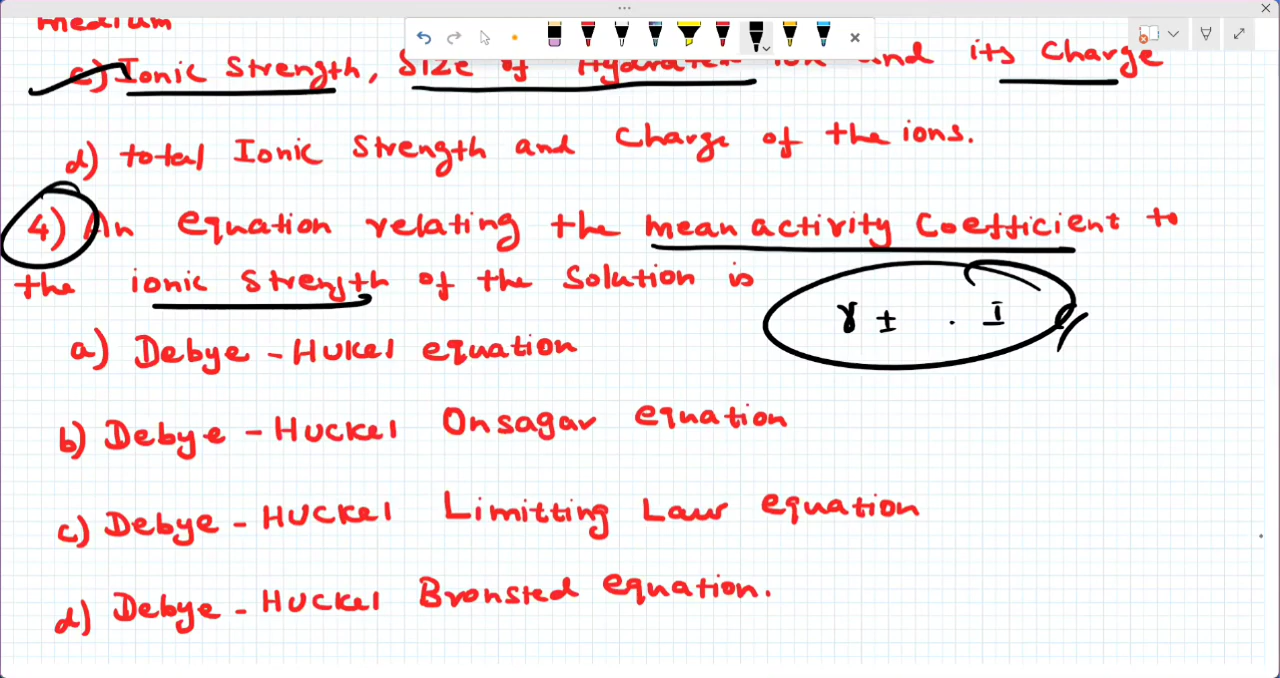 medium
c) Ionic Strength, Size of Hydrated ion and its Charge
d) total Ionic Strength and Charge of the ions.
4) An equation relating the mean activity Coefficient to
the ionic Strength of the Solution is
γ ± . I
a) Debye - Hukel equation
b) Debye - Huckel Onsagar equation
c) Debye - Huckel Limitting Law equation
d) Debye - Huckel Bronsted equation.